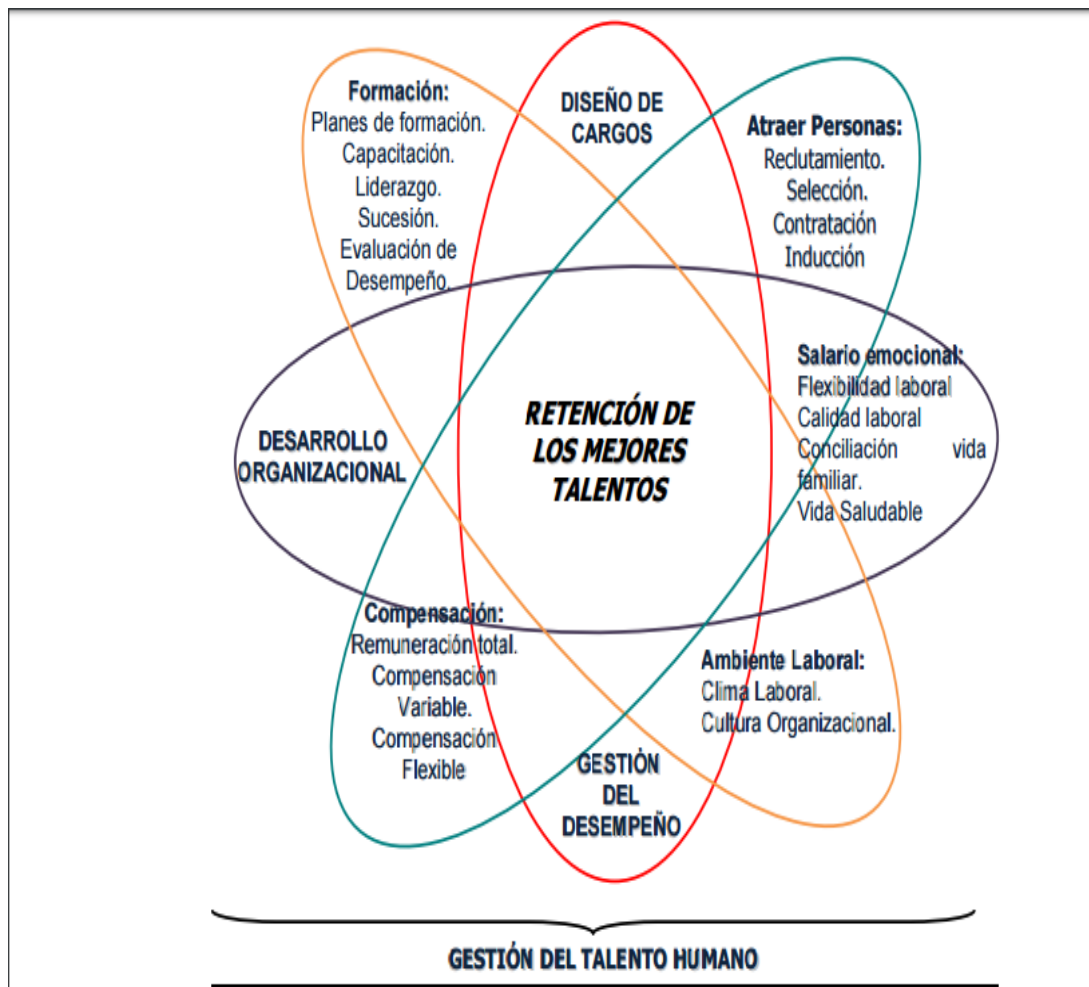 Formación:
Planes de formación.
Capacitación.
Liderazgo.
Sucesión.
Evaluación de
Desempeño.
DISEÑO DE
CARGOS
Atraer Personas:
Reclutamiento.
Selección.
Contratación
Inducción
DESARROLLO
ORGANIZACIONAL
RETENCIÓN DE
LOS MEJORES
TALENTOS
Salario emocional:
Flexibilidad laboral
Calidad laboral
Conciliación vida
familiar.
Vida Saludable
Compensación:
Remuneración total.
Compensación
Variable.
Compensación
Flexible
GESTIÓN
DEL
DESEMPEÑO
Ambiente Laboral:
Clima Laboral.
Cultura Organizacional.
GESTIÓN DEL TALENTO HUMANO